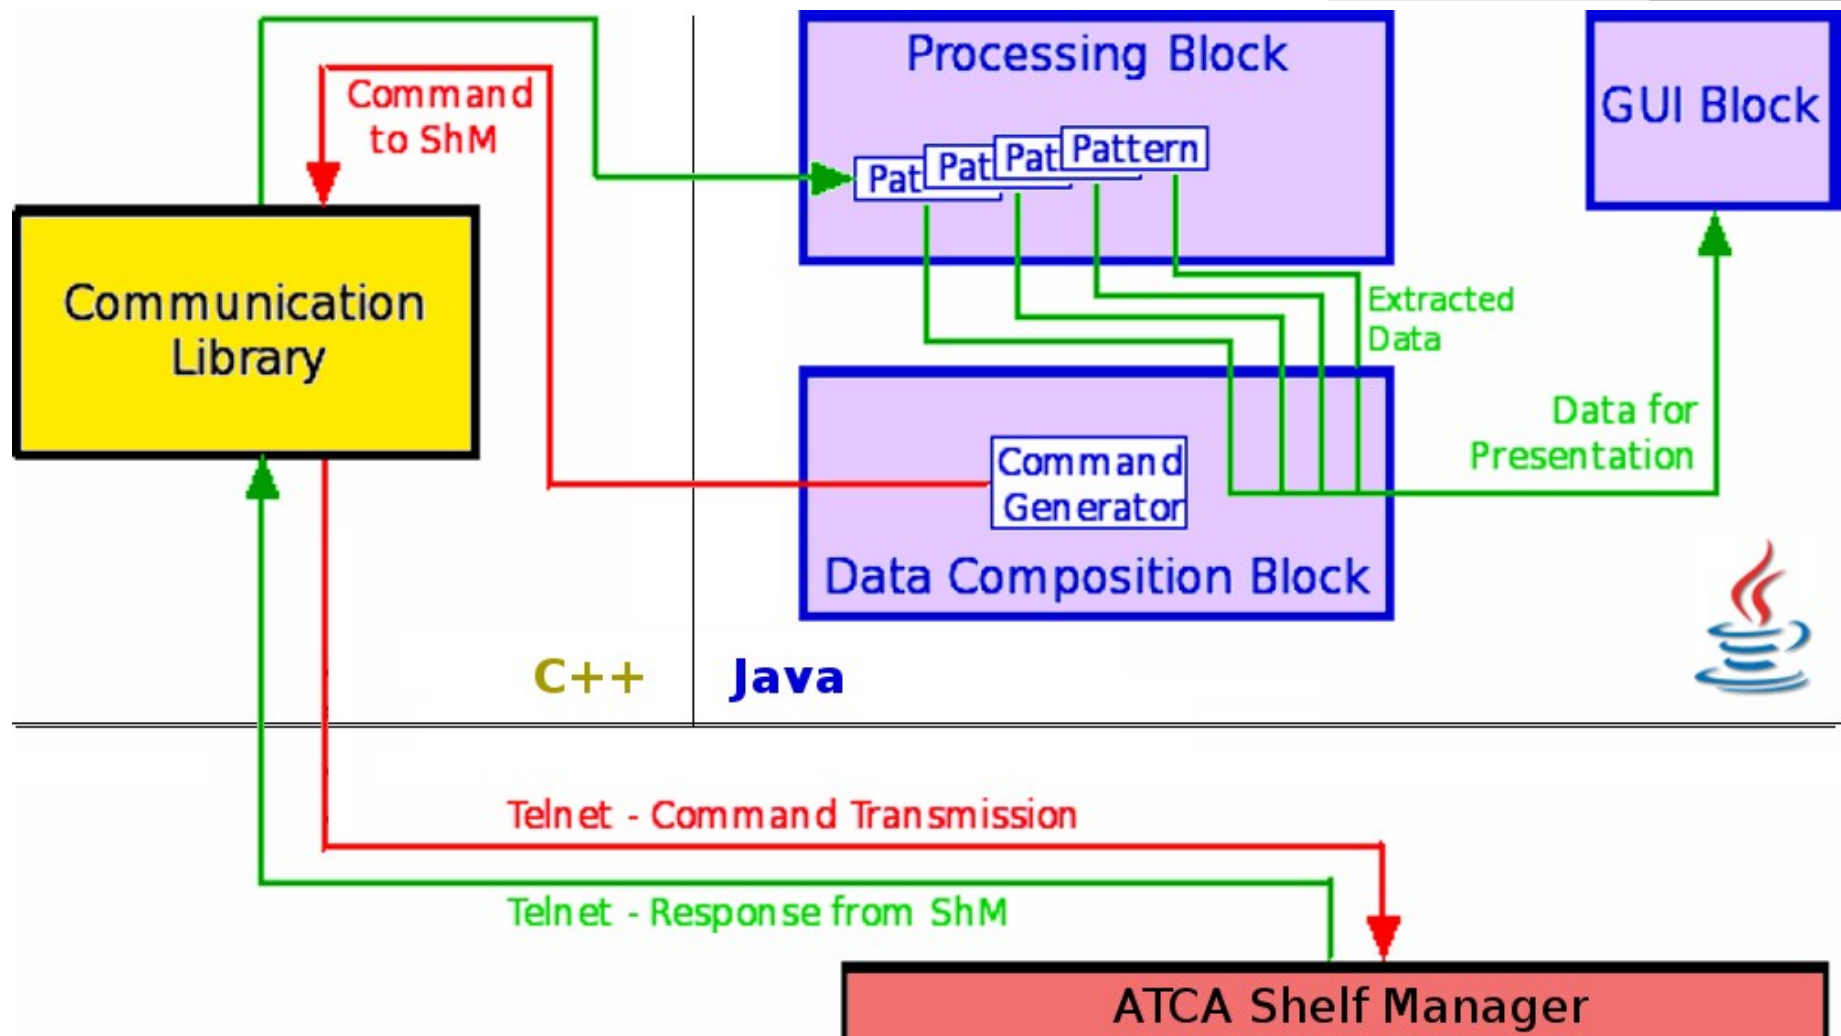 Processing Block
GUI Block
Command
to ShM
Pat
Pat
Pat
Pattern
Communication
Library
Extracted
Data
Data for
Presentation
Command
Generator
Data Composition Block
C++
Java
Telnet - Command Transmission
Telnet - Response from ShM
ATCA Shelf Manager